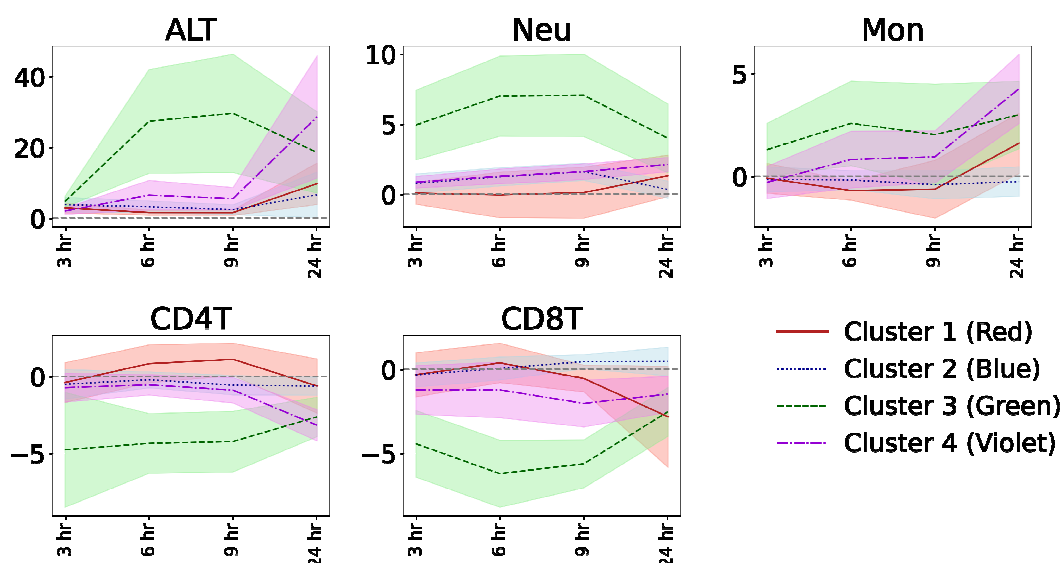 ALT
40
20
0
3 hr
6 hr
9 hr
24 hr
Neu
10
5
0
3 hr
6 hr
9 hr
24 hr
Mon
5
0
3 hr
6 hr
9 hr
24 hr
CD4T
0
−5
3 hr
6 hr
9 hr
24 hr
CD8T
0
−5
3 hr
6 hr
9 hr
24 hr
Cluster 1 (Red)
Cluster 2 (Blue)
Cluster 3 (Green)
Cluster 4 (Violet)